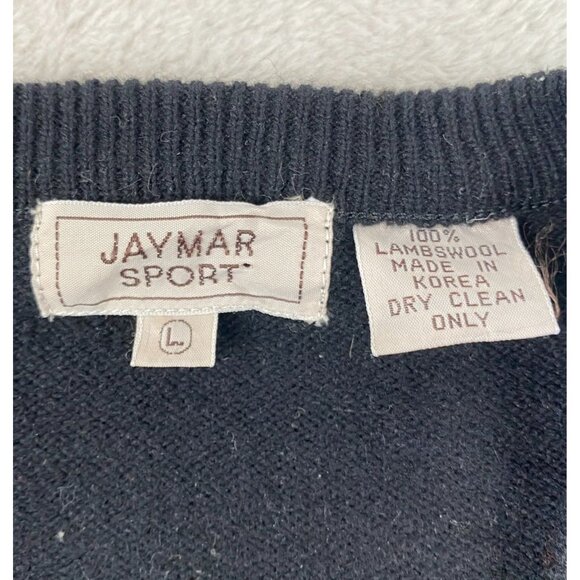 JAYMAR
SPORT
L
100%
LAMBSWOOL
MADE IN
KOREA
DRY CLEAN
ONLY